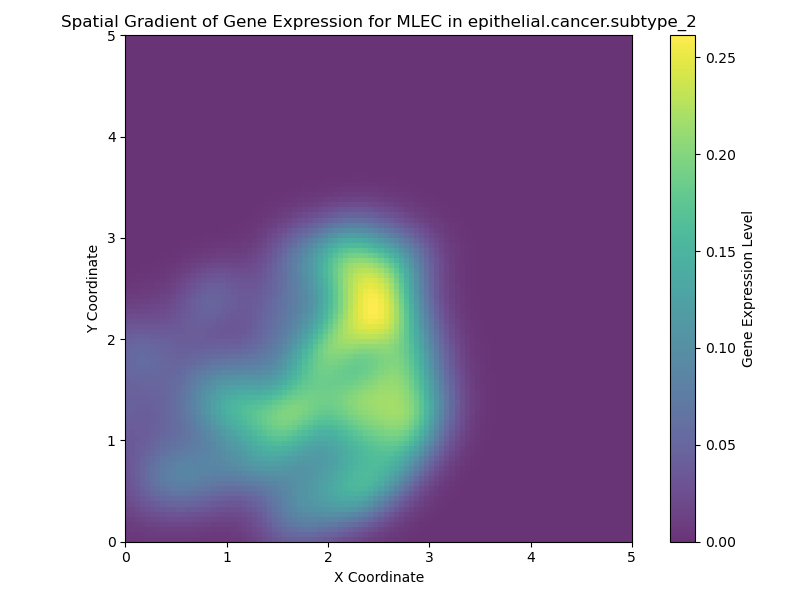 Spatial Gradient of Gene Expression for MLEC in epithelial.cancer.subtype_2
5
4
3
2
1
0
0 1 2 3 4 5
Y Coordinate
X Coordinate
0.25
0.20
0.15
0.10
0.05
0.00
Gene Expression Level